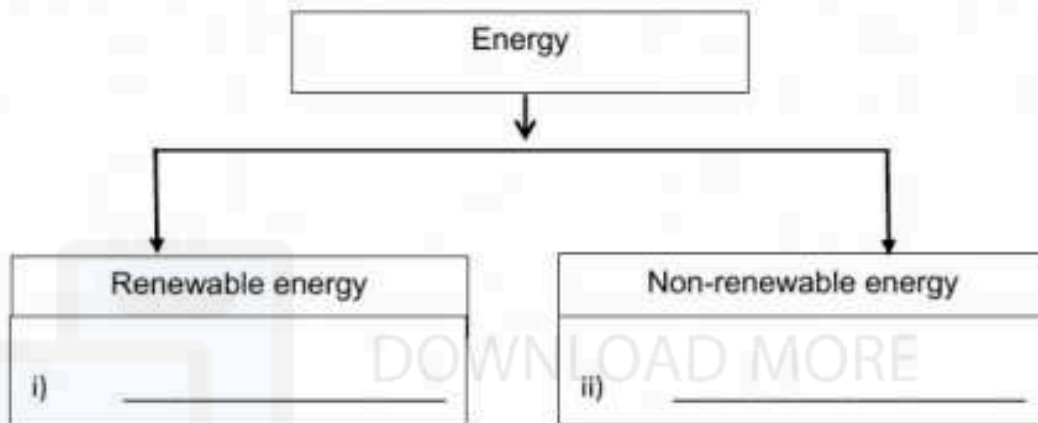 Energy
Renewable energy
Non-renewable energy
DOWNLOAD MORE
i)
ii)